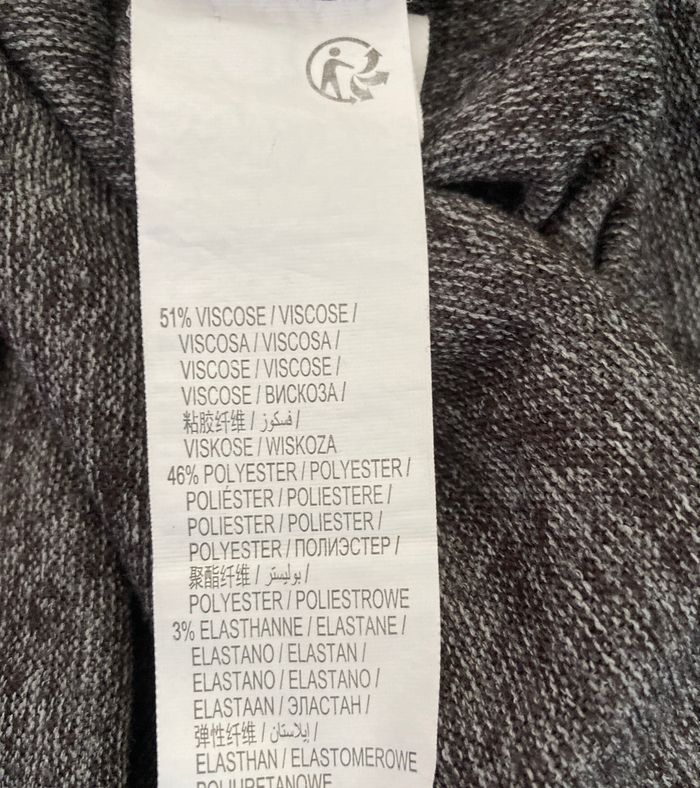 51% VISCOSE / VISCOSE /
VISCOSA / VISCOSA /
VISCOSE / VISCOSE /
VISCOSE / ВИСКОЗА /
粘胶纤维 / فسكوز /
VISKOSE / WISKOZA
46% POLYESTER / POLYESTER /
POLIÉSTER / POLIESTERE /
POLIESTER / POLIESTER /
POLYESTER / ПОЛИЭСТЕР /
聚酯纤维 / بوليستر /
POLYESTER / POLIESTROWE
3% ELASTHANNE / ELASTANE /
ELASTANO / ELASTAN /
ELASTANO / ELASTANO /
ELASTAAN / ЭЛАСТАН /
弹性纤维 / إيلاستان /
ELASTHAN / ELASTOMEROWE
POLIURETANOWE